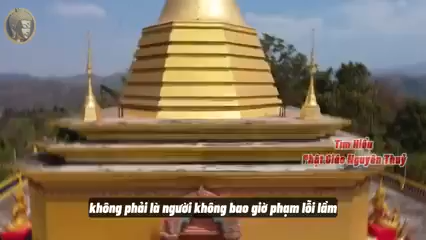 Tìm Hiểu
Phật Giáo Nguyên Thuỷ
không phải là người không bao giờ phạm lỗi lầm